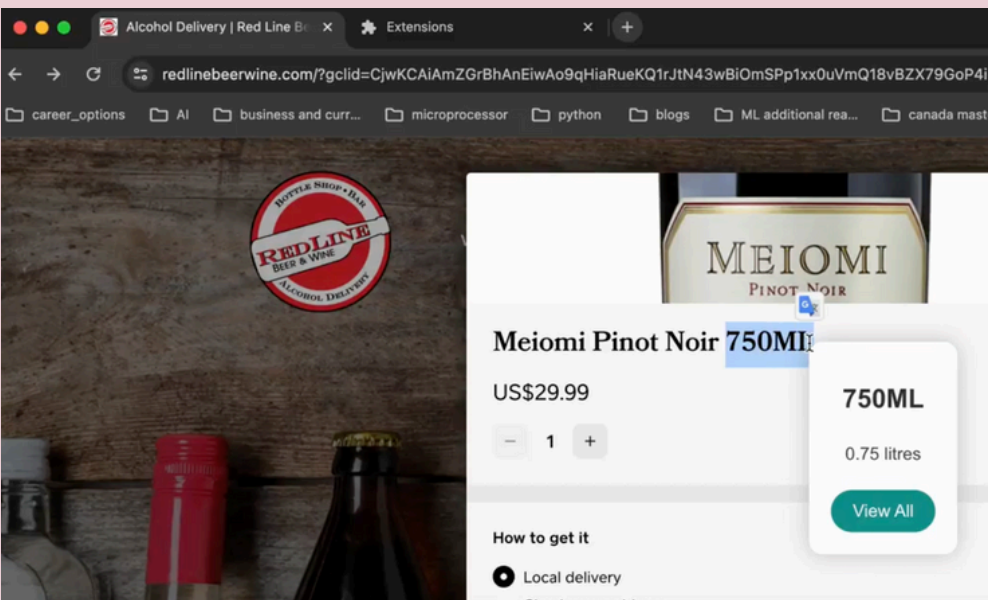 Alcohol Delivery | Red Line Be
Extensions
redlinebeerwine.com/?gclid=CjwKCAiAmZGrBhAnEiwAo9qHiaRueKQ1rJtN43wBiOmSPp1xx0uVmQ18vBZX79GoP4i
career_options
AI
business and curr...
microprocessor
python
blogs
ML additional rea...
canada mast
BOTTLE SHOP • BAR
REDLINE
BEER & WINE
ALCOHOL DELIVERY
MEIOMI
PINOT NOIR
Meiomi Pinot Noir 750ML
US$29.99
− 1 +
750ML
0.75 litres
View All
How to get it
Local delivery